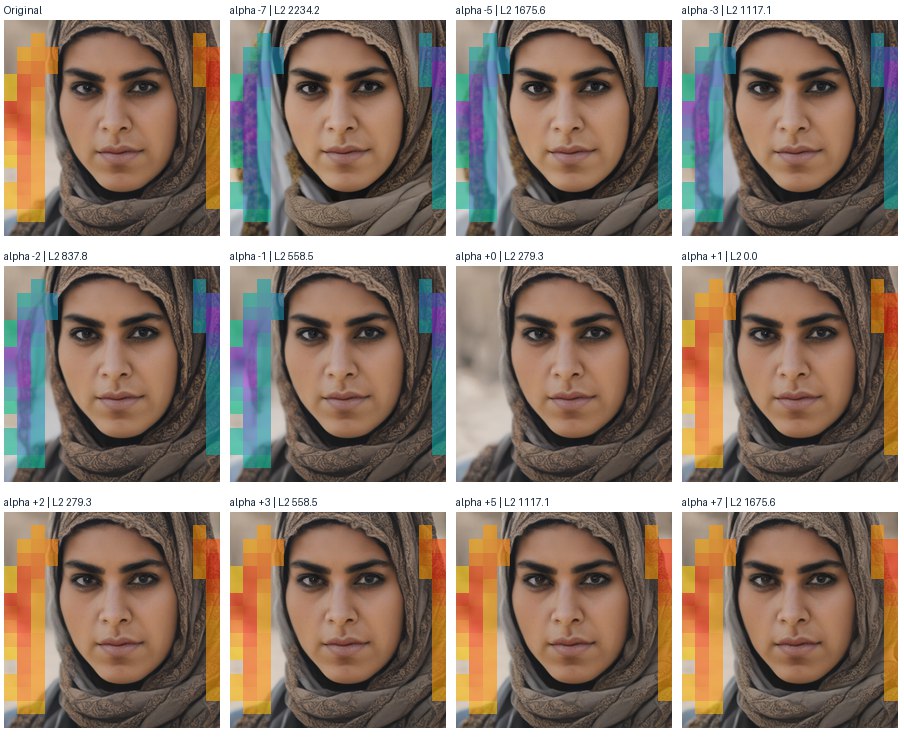 Original
alpha -7 | L2 2234.2
alpha -5 | L2 1675.6
alpha -3 | L2 1117.1
alpha -2 | L2 837.8
alpha -1 | L2 558.5
alpha +0 | L2 279.3
alpha +1 | L2 0.0
alpha +2 | L2 279.3
alpha +3 | L2 558.5
alpha +5 | L2 1117.1
alpha +7 | L2 1675.6